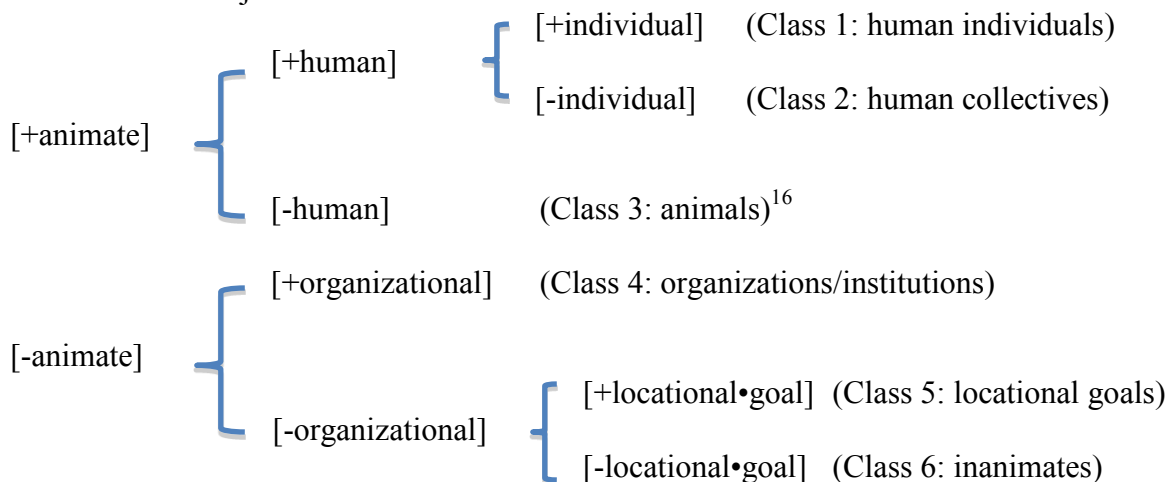 [+individual] (Class 1: human individuals)
[+human]
[-individual] (Class 2: human collectives)
[+animate]
[-human] (Class 3: animals)16
[+organizational] (Class 4: organizations/institutions)
[-animate]
[+locational•goal] (Class 5: locational goals)
[-organizational]
[-locational•goal] (Class 6: inanimates)